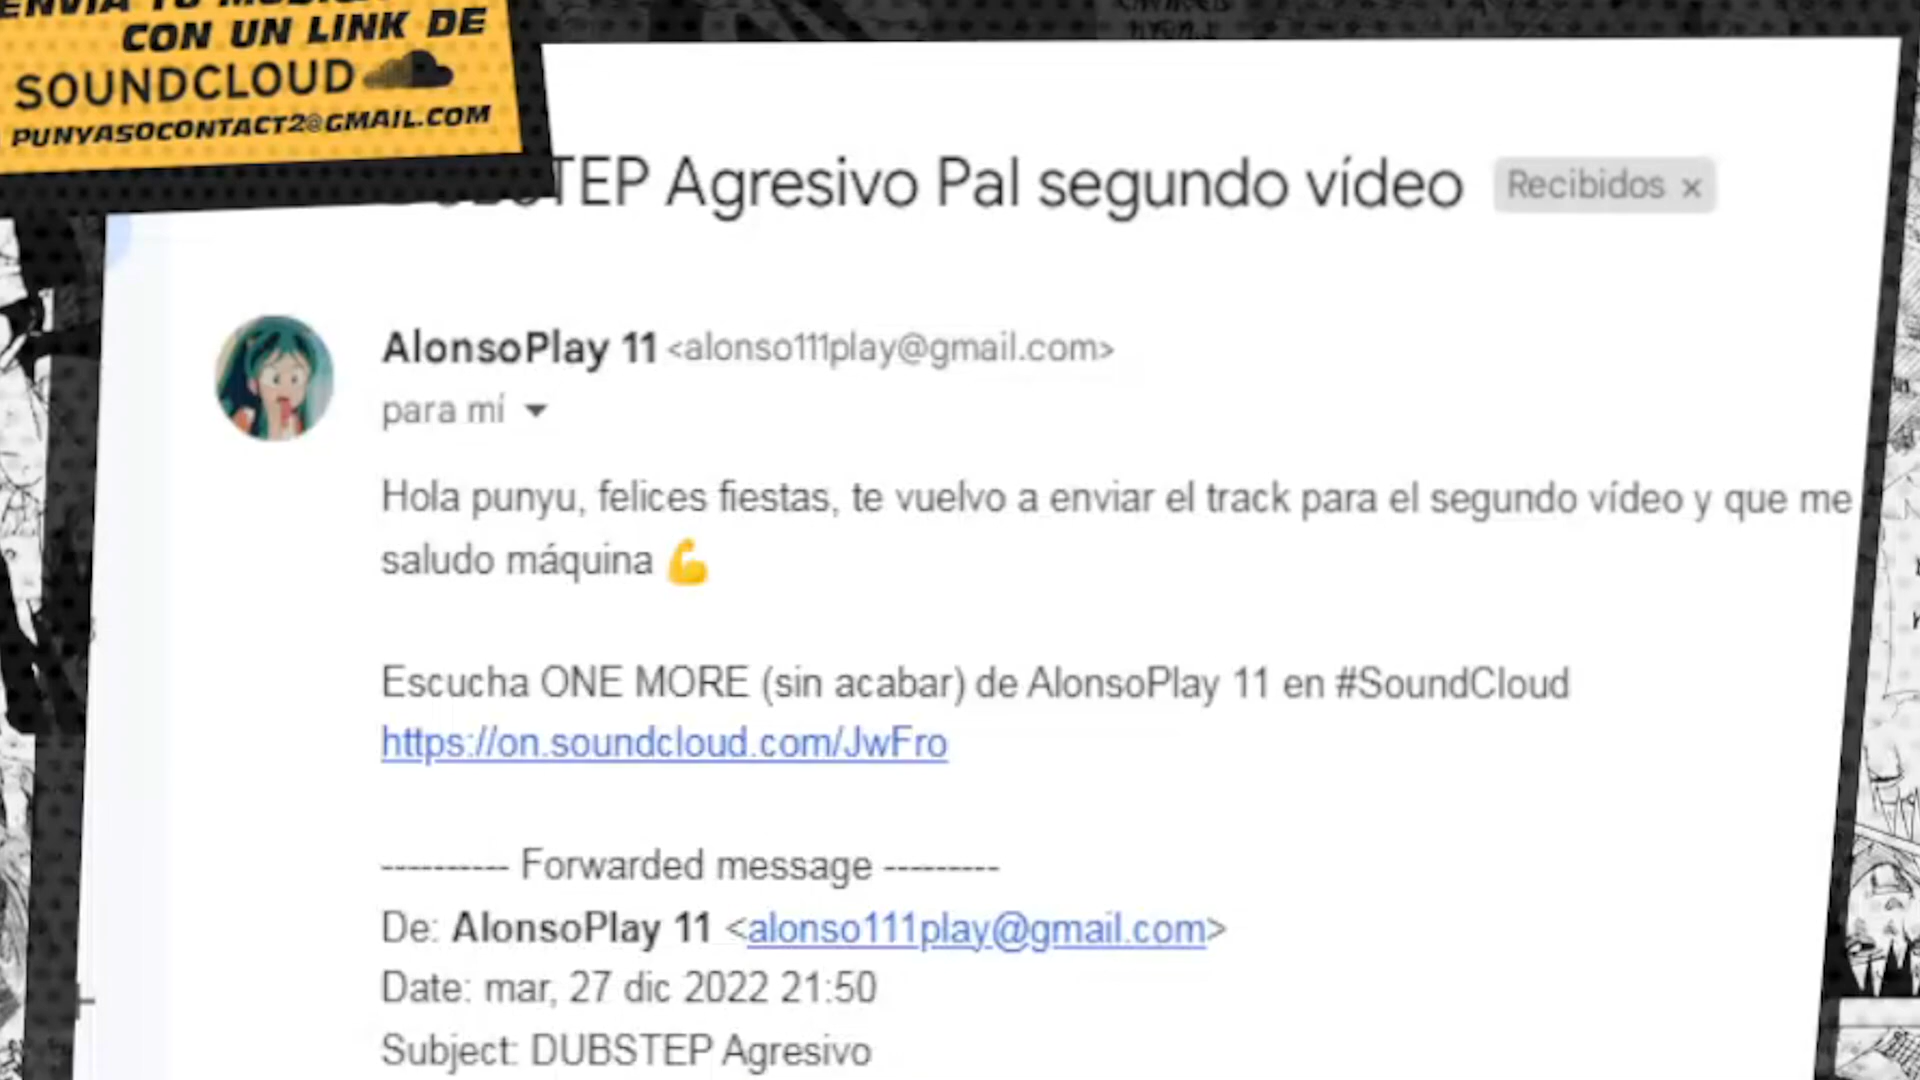 CON UN LINK DE
SOUNDCLOUD
PUNYASOCONTACT2@GMAIL.COM
DUBSTEP Agresivo Pal segundo vídeo Recibidos x
AlonsoPlay 11 <alonso111play@gmail.com>
para mí
Hola punyu, felices fiestas, te vuelvo a enviar el track para el segundo vídeo y que me
saludo máquina 💪
Escucha ONE MORE (sin acabar) de AlonsoPlay 11 en #SoundCloud
https://on.soundcloud.com/JwFro
---------- Forwarded message ---------
De: AlonsoPlay 11 <alonso111play@gmail.com>
Date: mar, 27 dic 2022 21:50
Subject: DUBSTEP Agresivo